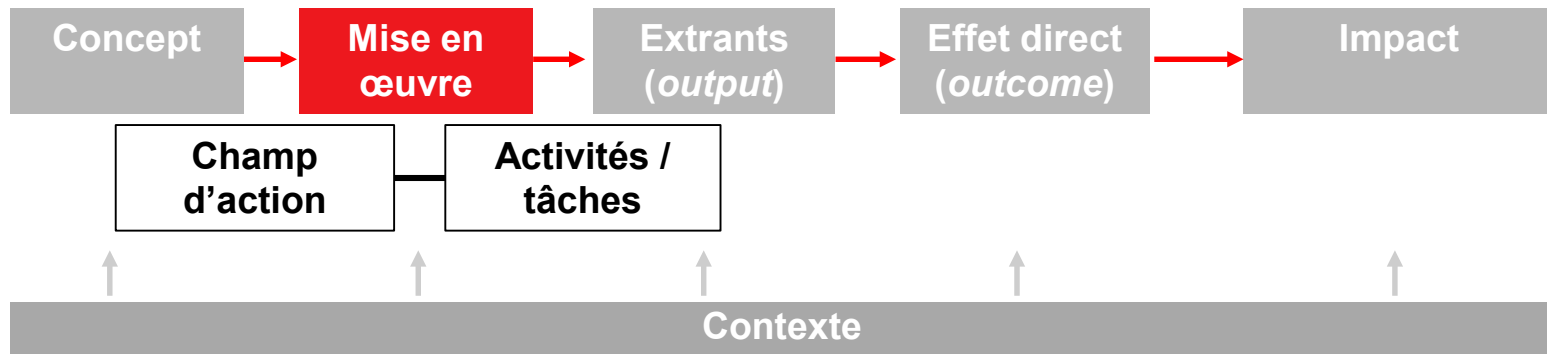 Concept
Mise en
œuvre
Extrants
(output)
Effet direct
(outcome)
Impact
Champ
d’action
Activités /
tâches
Contexte